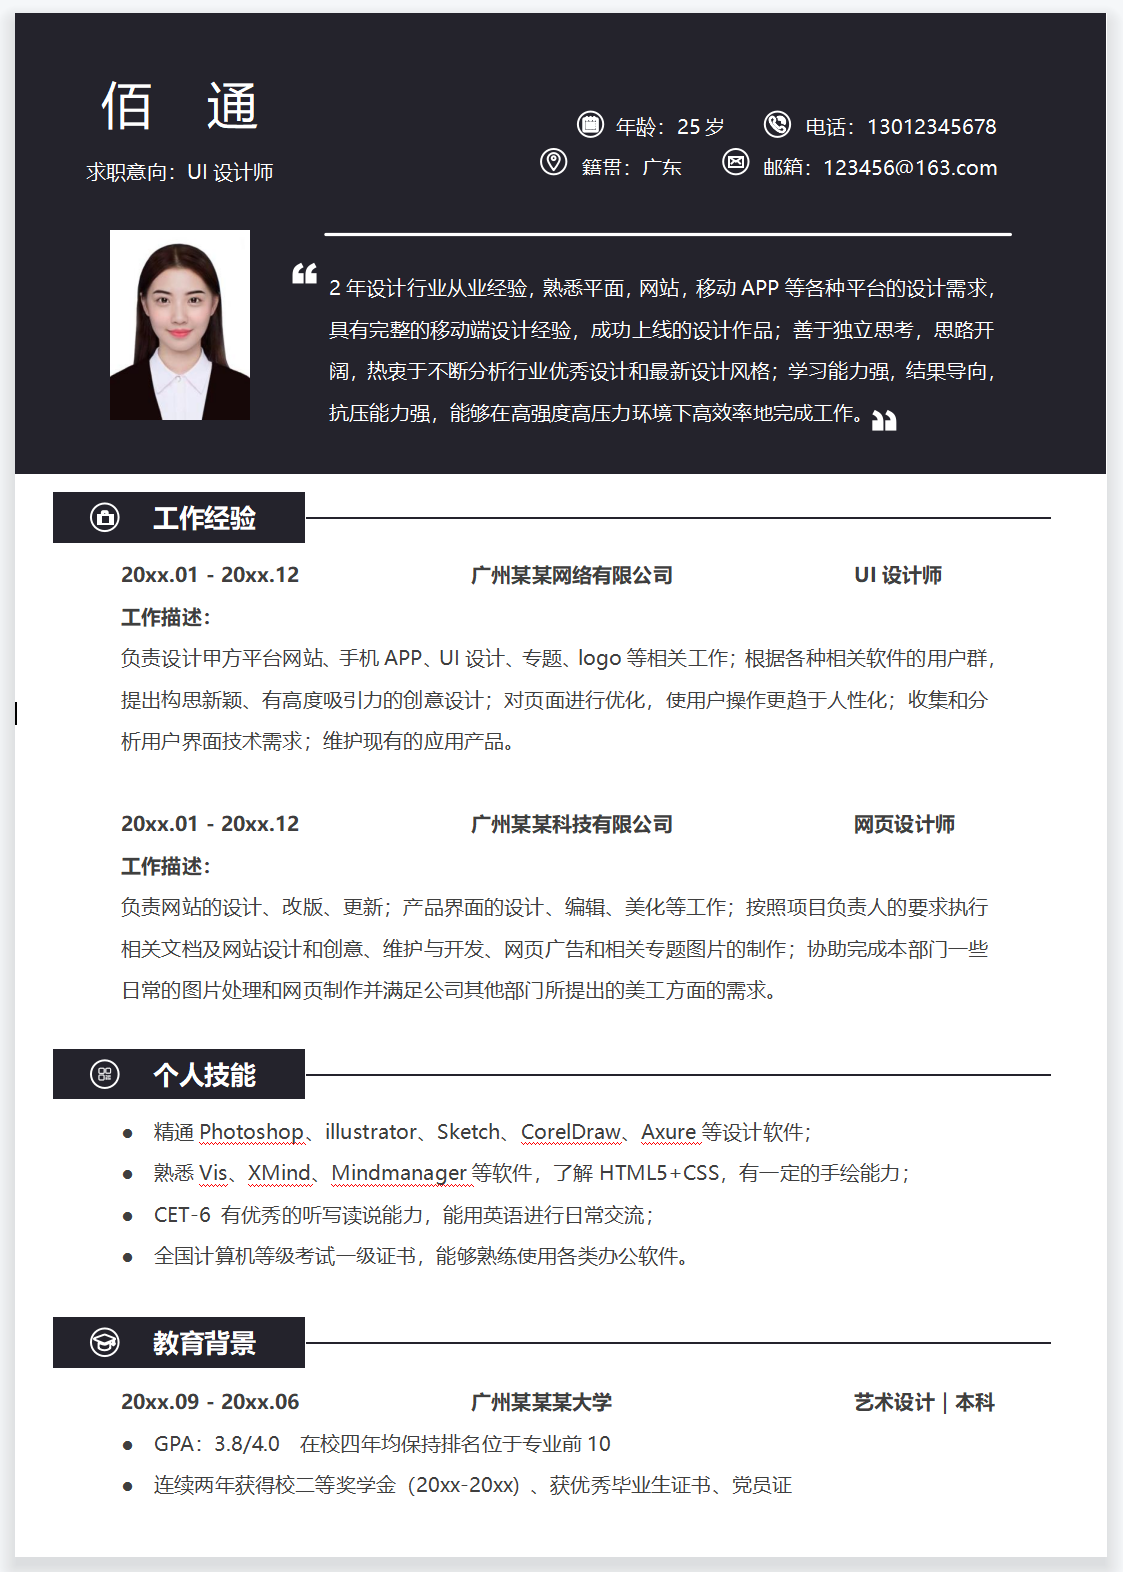 佰 通
求职意向：UI 设计师
年龄：25 岁 电话：13012345678
籍贯：广东 邮箱：123456@163.com
2 年设计行业从业经验，熟悉平面，网站，移动 APP 等各种平台的设计需求，
具有完整的移动端设计经验，成功上线的设计作品；善于独立思考，思路开
阔，热衷于不断分析行业优秀设计和最新设计风格；学习能力强，结果导向，
抗压能力强，能够在高强度高压力环境下高效率地完成工作。
工作经验
20xx.01 - 20xx.12 广州某某网络有限公司 UI 设计师
工作描述：
负责设计甲方平台网站、手机 APP、UI 设计、专题、logo 等相关工作；根据各种相关软件的用户群，
提出构思新颖、有高度吸引力的创意设计；对页面进行优化，使用户操作更趋于人性化；收集和分
析用户界面技术需求；维护现有的应用产品。
20xx.01 - 20xx.12 广州某某科技有限公司 网页设计师
工作描述：
负责网站的设计、改版、更新；产品界面的设计、编辑、美化等工作；按照项目负责人的要求执行
相关文档及网站设计和创意、维护与开发、网页广告和相关专题图片的制作；协助完成本部门一些
日常的图片处理和网页制作并满足公司其他部门所提出的美工方面的需求。
个人技能
● 精通 Photoshop、illustrator、Sketch、CorelDraw、Axure 等设计软件；
● 熟悉 Vis、XMind、Mindmanager 等软件，了解 HTML5+CSS，有一定的手绘能力；
● CET-6 有优秀的听写读说能力，能用英语进行日常交流；
● 全国计算机等级考试一级证书，能够熟练使用各类办公软件。
教育背景
20xx.09 - 20xx.06 广州某某某大学 艺术设计 | 本科
● GPA：3.8/4.0 在校四年均保持排名位于专业前 10
● 连续两年获得校二等奖学金（20xx-20xx）、获优秀毕业生证书、党员证